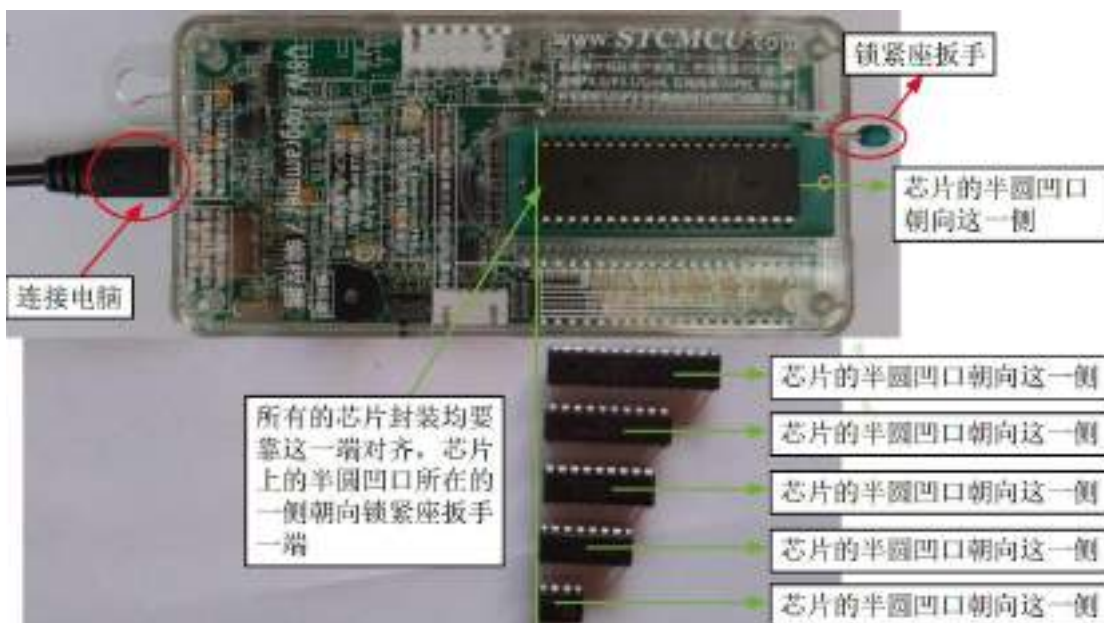 www.STCMCU.com
锁紧座扳手
芯片的半圆凹口
朝向这一侧
连接电脑
所有的芯片封装均要
靠这一端对齐。芯片
上的半圆凹口所在的
一侧朝向锁紧座扳手
一端
芯片的半圆凹口朝向这一侧
芯片的半圆凹口朝向这一侧
芯片的半圆凹口朝向这一侧
芯片的半圆凹口朝向这一侧
芯片的半圆凹口朝向这一侧